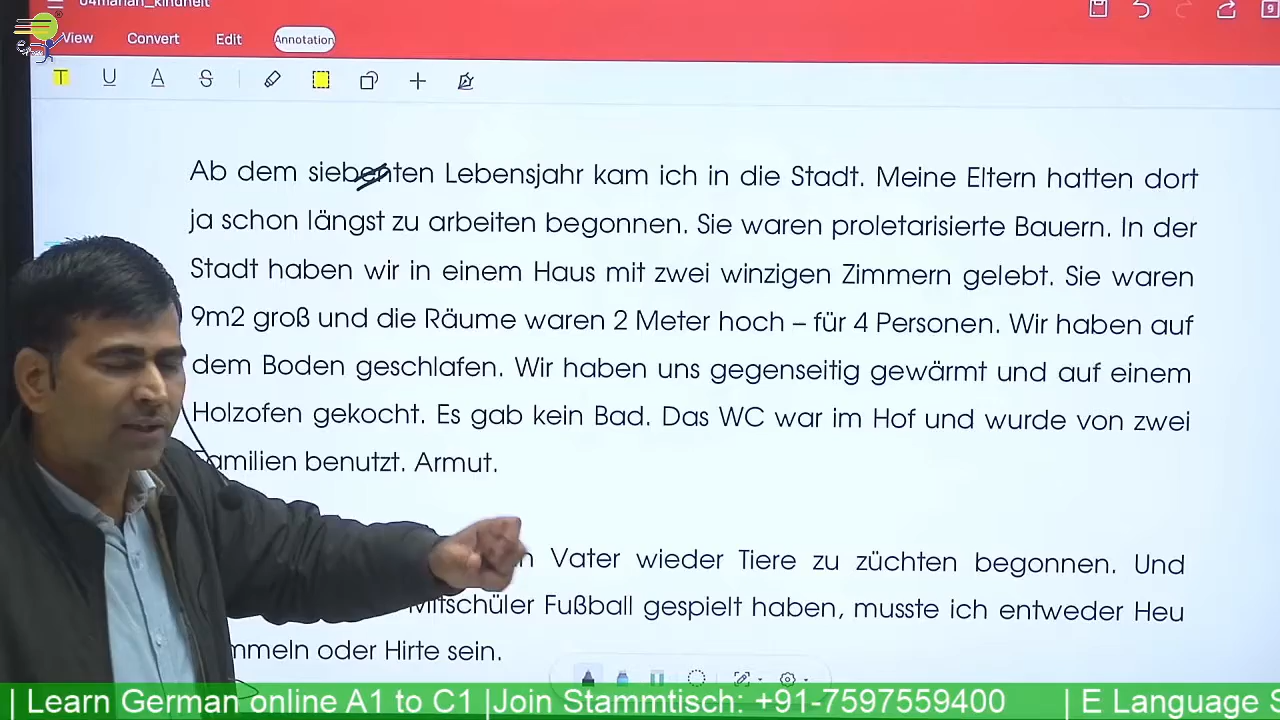 View Convert Edit Annotation
9
T U A S
Ab dem siebenten Lebensjahr kam ich in die Stadt. Meine Eltern hatten dort
ja schon längst zu arbeiten begonnen. Sie waren proletarisierte Bauern. In der
Stadt haben wir in einem Haus mit zwei winzigen Zimmern gelebt. Sie waren
9m2 groß und die Räume waren 2 Meter hoch – für 4 Personen. Wir haben auf
dem Boden geschlafen. Wir haben uns gegenseitig gewärmt und auf einem
Holzofen gekocht. Es gab kein Bad. Das WC war im Hof und wurde von zwei
Familien benutzt. Armut.
Vater wieder Tiere zu züchten begonnen. Und
Mitschüler Fußball gespielt haben, musste ich entweder Heu
mmeln oder Hirte sein.
| Learn German online A1 to C1 |Join Stammtisch: +91-7597559400 | E Language S